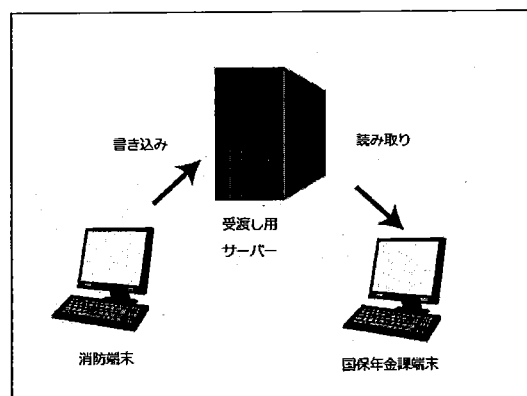 書き込み
読み取り
受渡し用
サーバー
消防端末
国保年金課端末